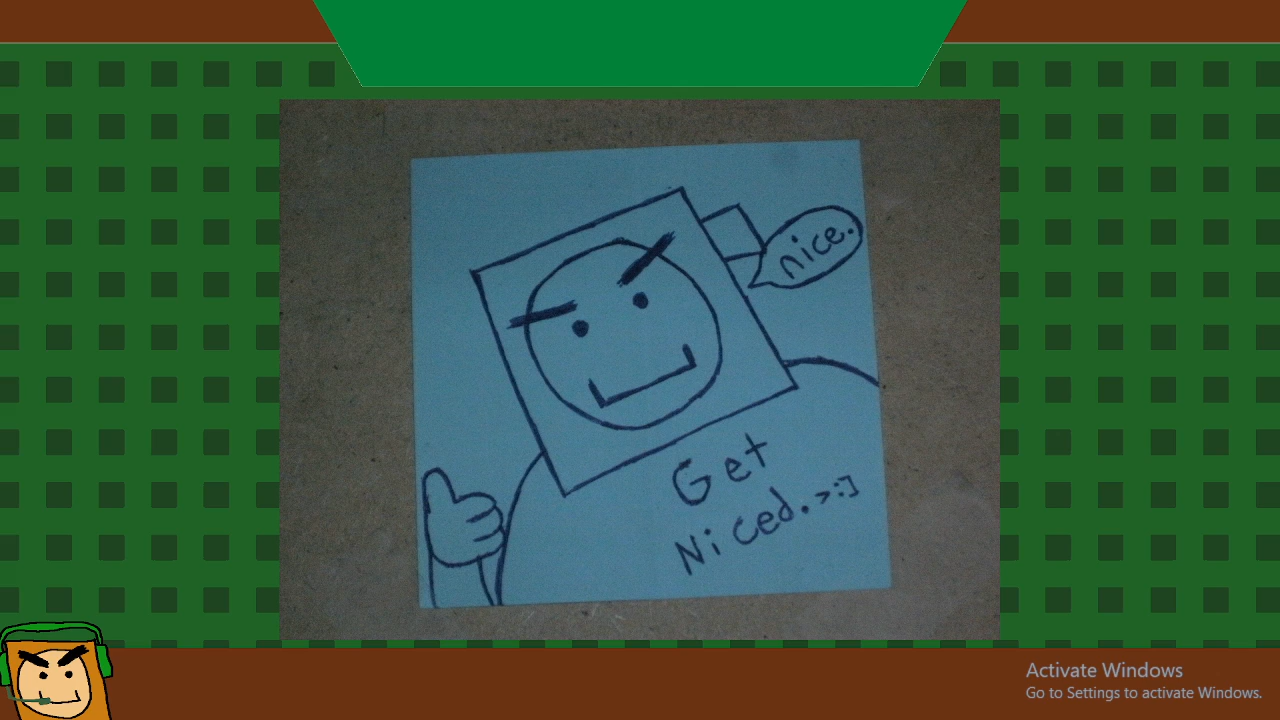 nice.
Get
Niced. >:]
Activate Windows
Go to Settings to activate Windows.